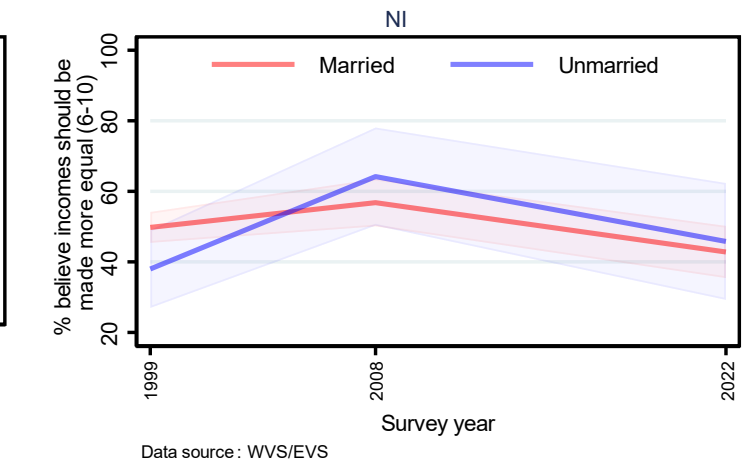 NI
Married
Unmarried
% believe incomes should be
made more equal (6-10)
100
80
60
40
20
1999
2008
2022
Survey year
Data source : WVS/EVS